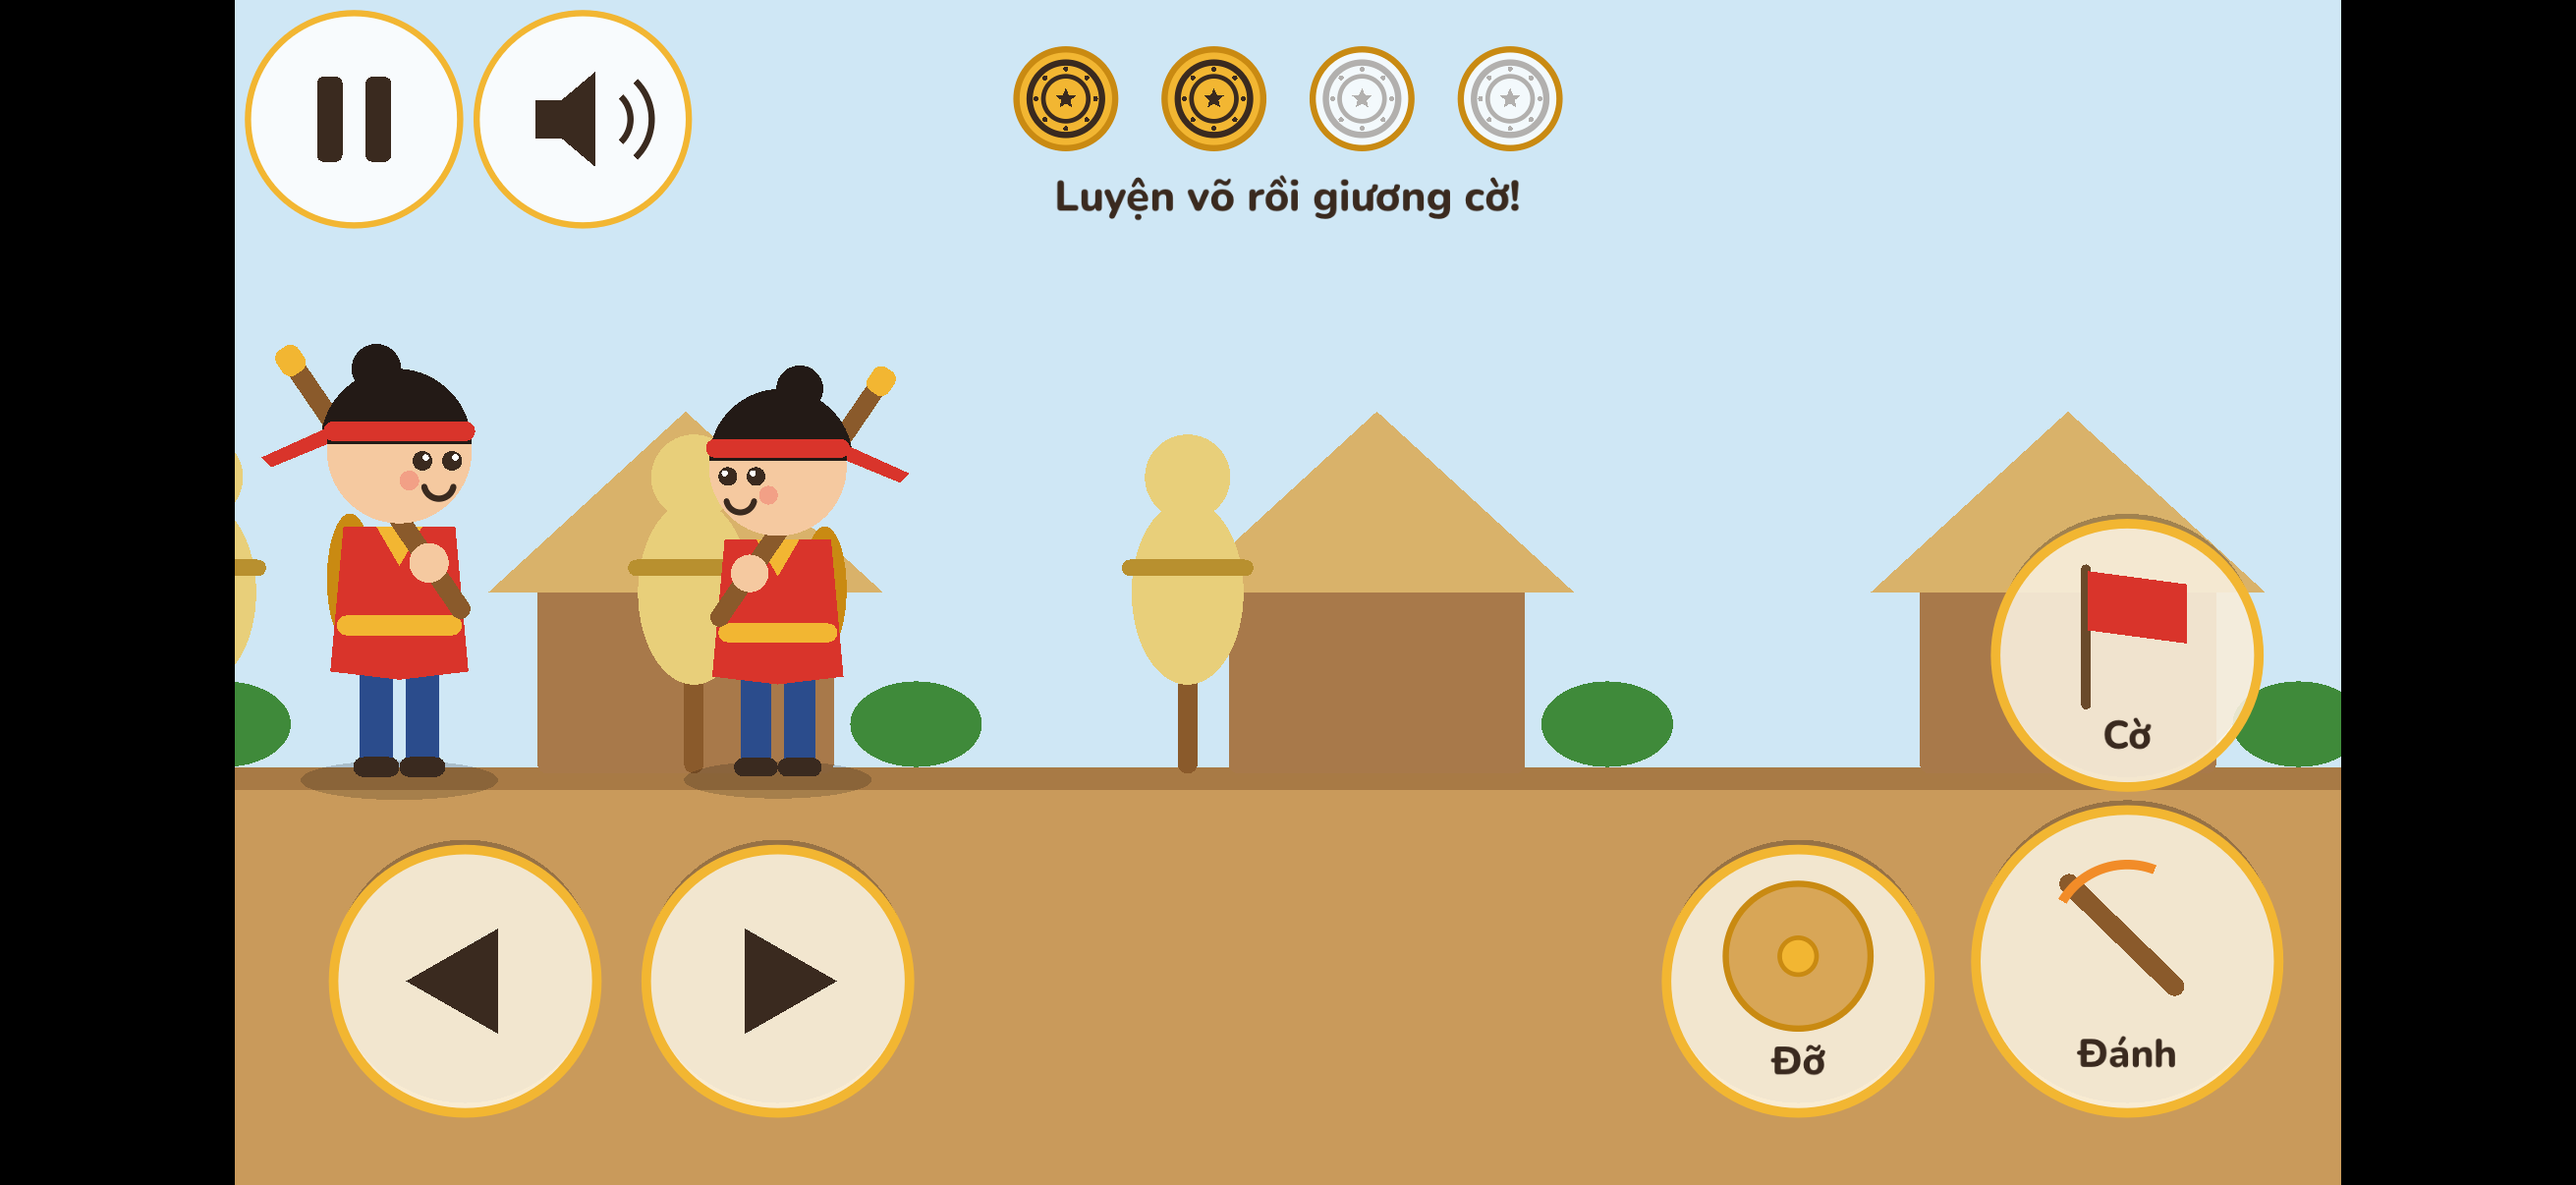 Luyện võ rồi giương cờ!
Cờ
Đỡ
Đánh